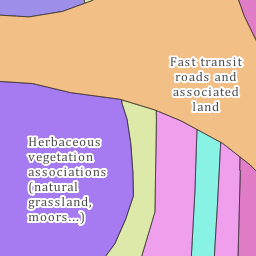 Fast transit
roads and
associated
land
Herbaceous
vegetation
associations
(natural
grassland,
moors...)